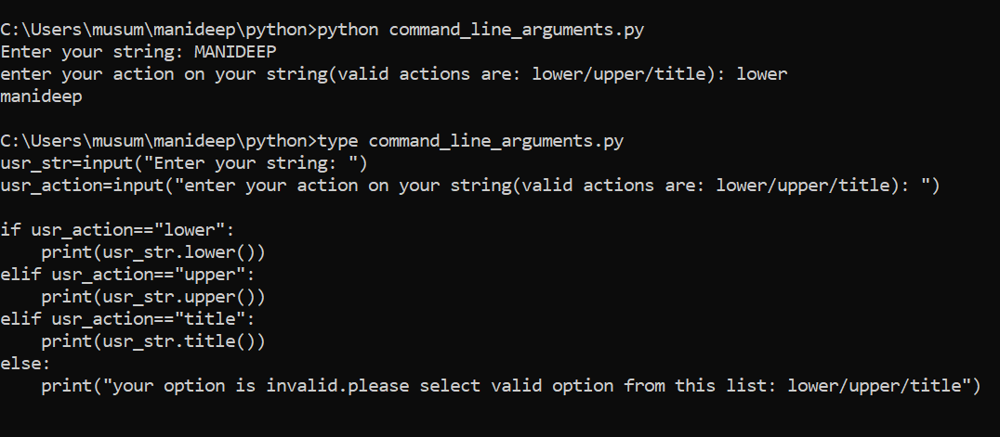 C:\Users\musum\manideep\python>python command_line_arguments.py
Enter your string: MANIDEEP
enter your action on your string(valid actions are: lower/upper/title): lower
manideep
C:\Users\musum\manideep\python>type command_line_arguments.py
usr_str=input("Enter your string: ")
usr_action=input("enter your action on your string(valid actions are: lower/upper/title): ")
if usr_action=="lower":
    print(usr_str.lower())
elif usr_action=="upper":
    print(usr_str.upper())
elif usr_action=="title":
    print(usr_str.title())
else:
    print("your option is invalid.please select valid option from this list: lower/upper/title")